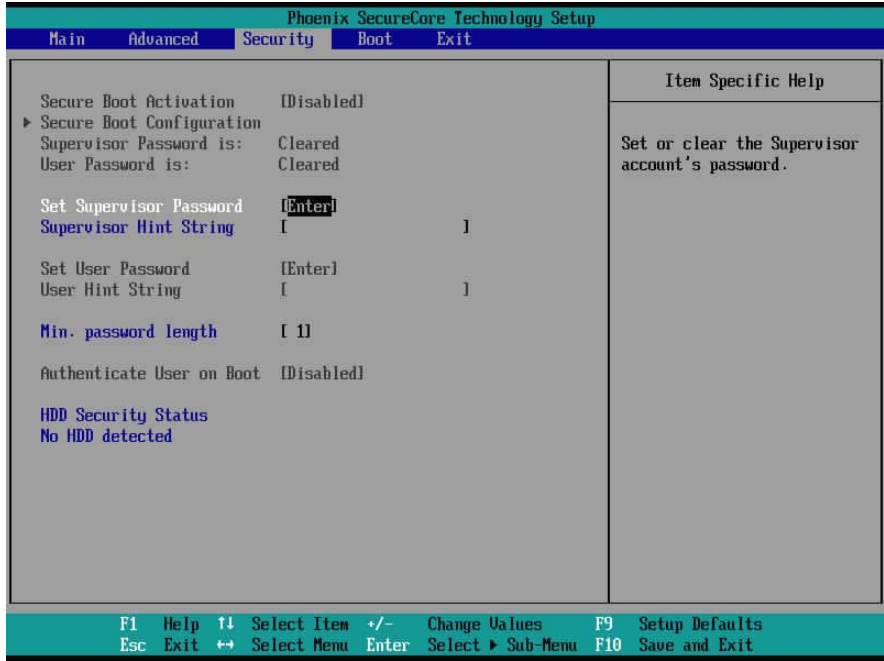 Phoenix SecureCore Technology Setup
Main Advanced Security Boot Exit
Secure Boot Activation [Disabled]
▶ Secure Boot Configuration
Supervisor Password is: Cleared
User Password is: Cleared
Set Supervisor Password [Enter]
Supervisor Hint String [ ]
Set User Password [Enter]
User Hint String [ ]
Min. password length [ 1]
Authenticate User on Boot [Disabled]
HDD Security Status
No HDD detected
Item Specific Help
Set or clear the Supervisor
account's password.
F1 Help ↑↓ Select Item +/- Change Values F9 Setup Defaults
Esc Exit ↔ Select Menu Enter Select ▶ Sub-Menu F10 Save and Exit